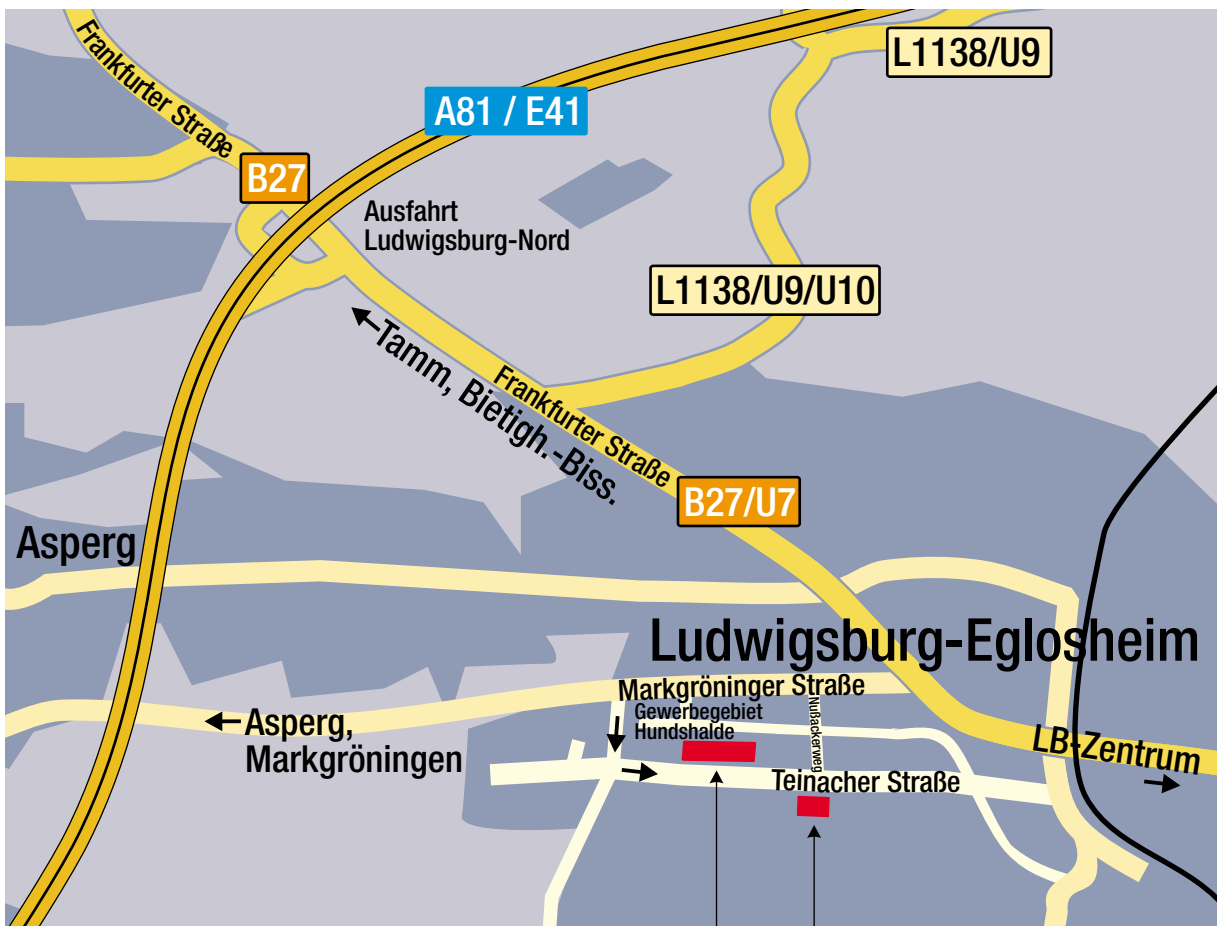 Frankfurter Straße
L1138/U9
A81 / E41
B27
Ausfahrt
Ludwigsburg-Nord
L1138/U9/U10
Tamm, Bietigh.-Biss.
Frankfurter Straße
B27/U7
Asperg
Ludwigsburg-Eglosheim
Markgröninger Straße
Gewerbegebiet
Hundshalde
Nußackerweg
Asperg,
Markgröningen
LB-Zentrum
Teinacher Straße